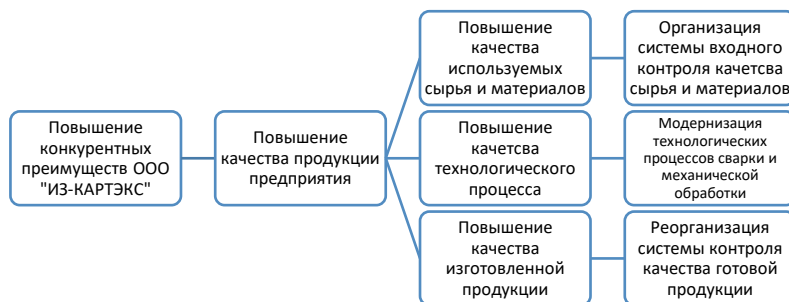 Повышение
конкурентных
преимуществ ООО
"ИЗ-КАРТЭКС"
Повышение
качества продукции
предприятия
Повышение
качества
используемых
сырья и материалов
Организация
системы входного
контроля качетсва
сырья и материалов
Повышение
качетсва
технологического
процесса
Модернизация
технологических
процессов сварки и
механической
обработки
Повышение
качества
изготовленной
продукции
Реорганизация
системы контроля
качества готовой
продукции